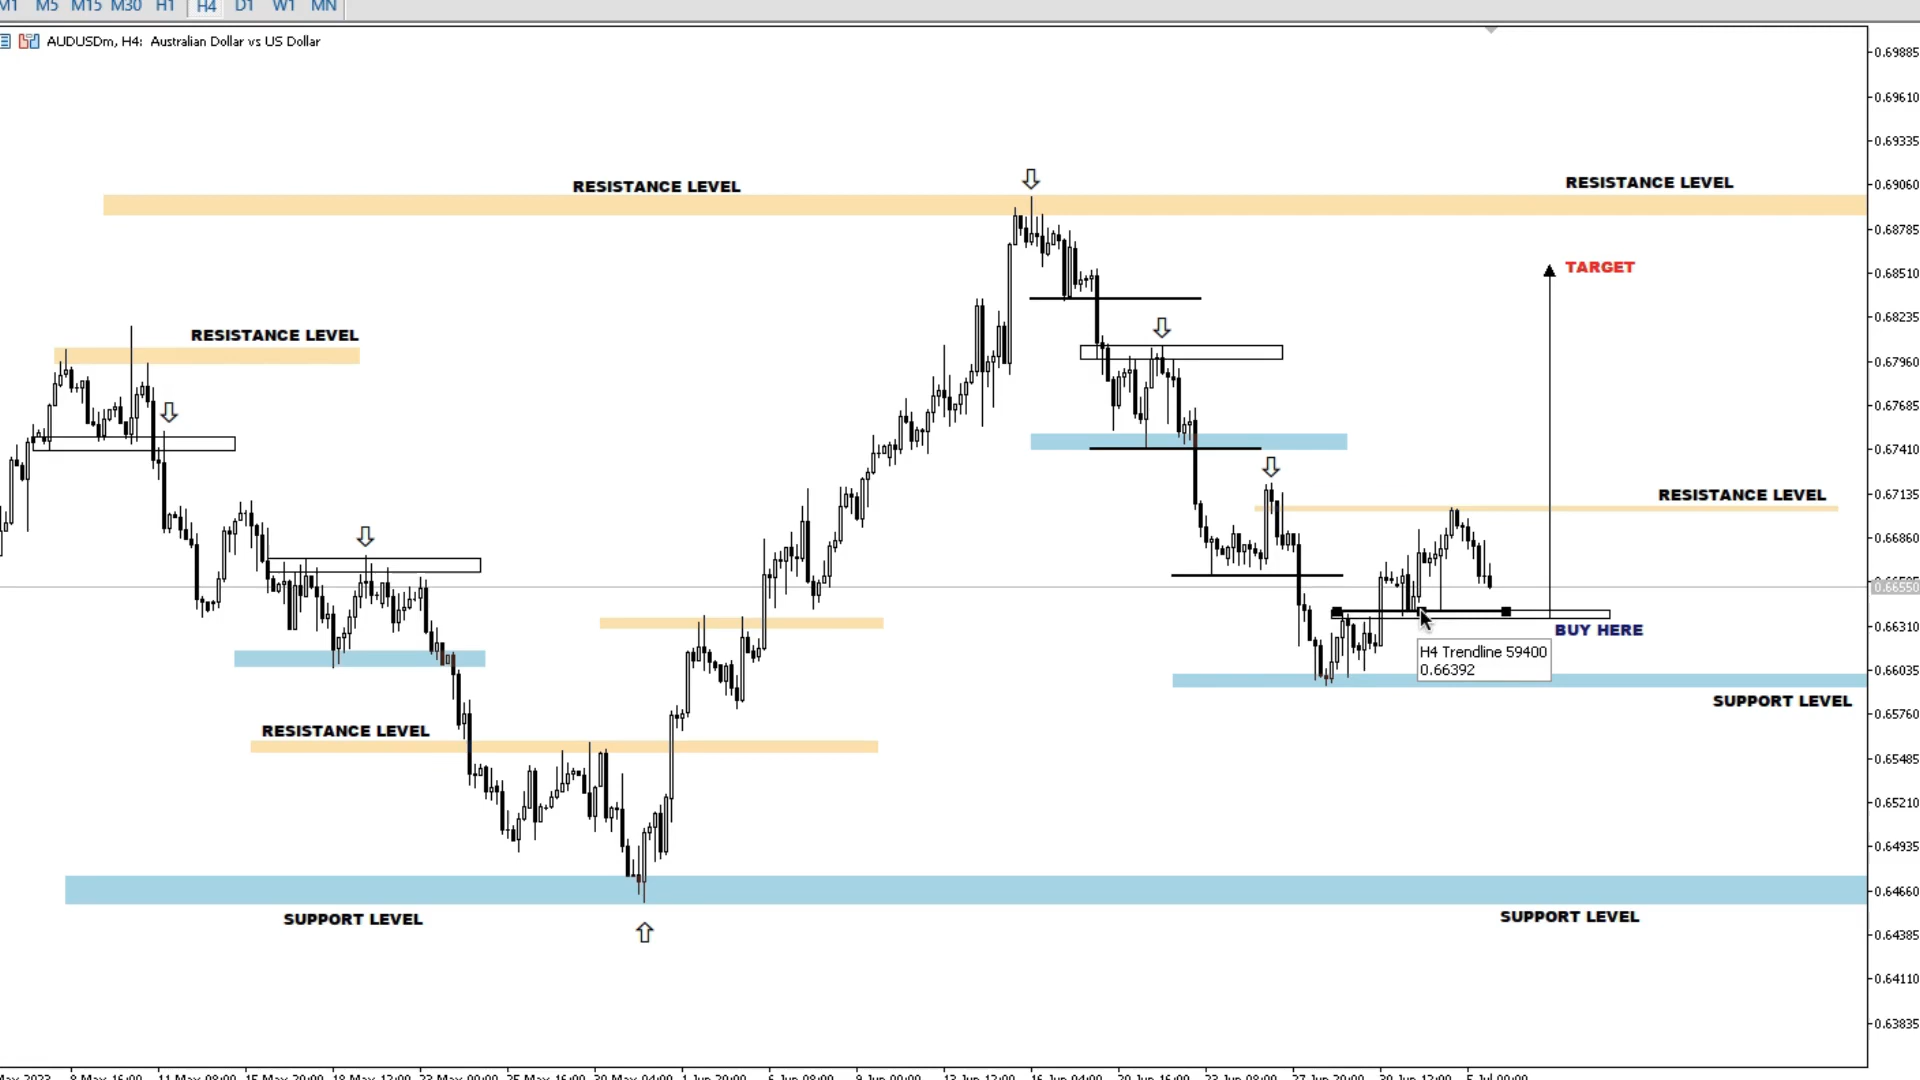 M1 M5 M15 M30 H1 H4 D1 W1 MN
AUDUSDm, H4: Australian Dollar vs US Dollar
0.69885
0.69610
0.69335
RESISTANCE LEVEL
RESISTANCE LEVEL
0.69060
0.68785
TARGET
0.68510
0.68235
RESISTANCE LEVEL
0.67960
0.67685
0.67410
RESISTANCE LEVEL
0.67135
0.66860
0.66550
BUY HERE
0.66310
H4 Trendline 59400
0.66392
0.66035
SUPPORT LEVEL
0.65760
RESISTANCE LEVEL
0.65485
0.65210
0.64935
0.64660
SUPPORT LEVEL
SUPPORT LEVEL
0.64385
0.64110
0.63835